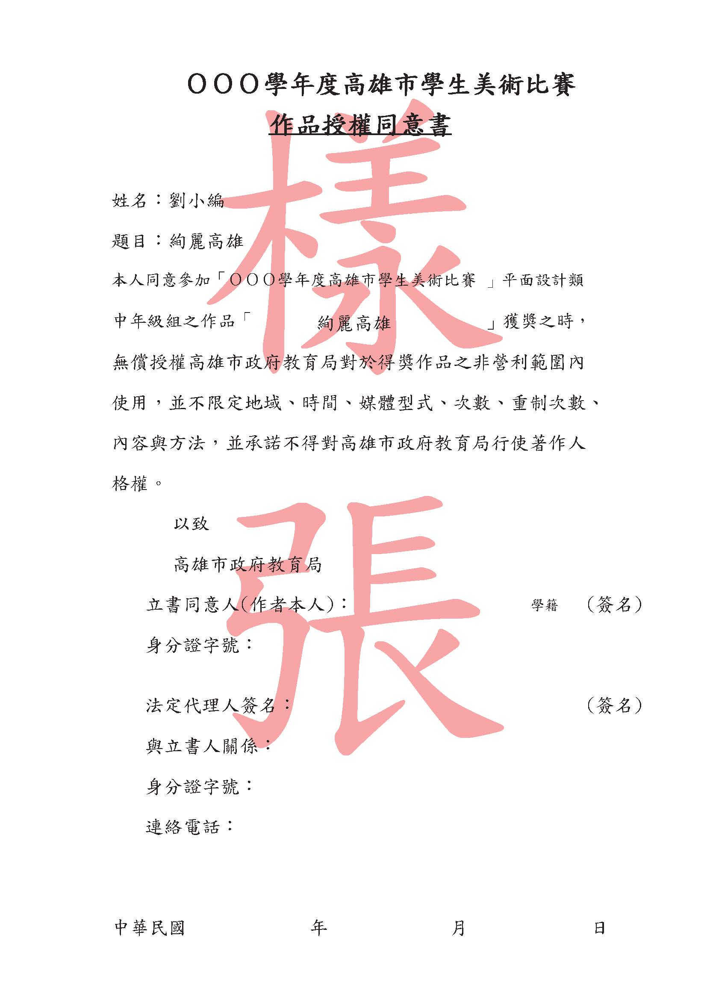 ＯＯＯ學年度高雄市學生美術比賽
作品授權同意書
樣
姓名：劉小編
題目：絢麗高雄
本人同意參加「ＯＯＯ學年度高雄市學生美術比賽 」平面設計類
中年級組之作品「 絢麗高雄 」獲獎之時，
無償授權高雄市政府教育局對於得獎作品之非營利範圍內
使用，並不限定地域、時間、媒體型式、次數、重制次數、
內容與方法，並承諾不得對高雄市政府教育局行使著作人
格權。
張
以致
高雄市政府教育局
立書同意人(作者本人)： 學籍 (簽名)
身分證字號：
法定代理人簽名： (簽名)
與立書人關係：
身分證字號：
連絡電話：
中華民國 年 月 日